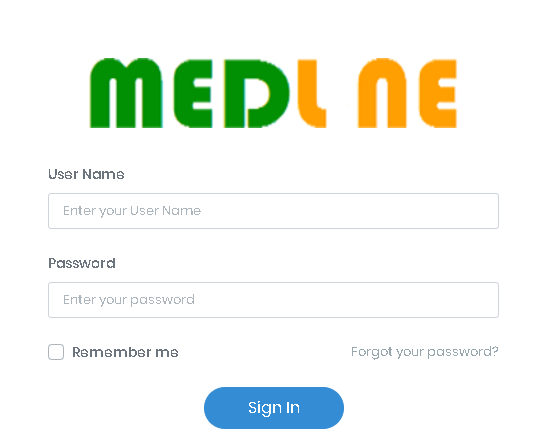 MEDL NE
User Name
Enter your User Name
Password
Enter your password
Remember me Forgot your password?
Sign In